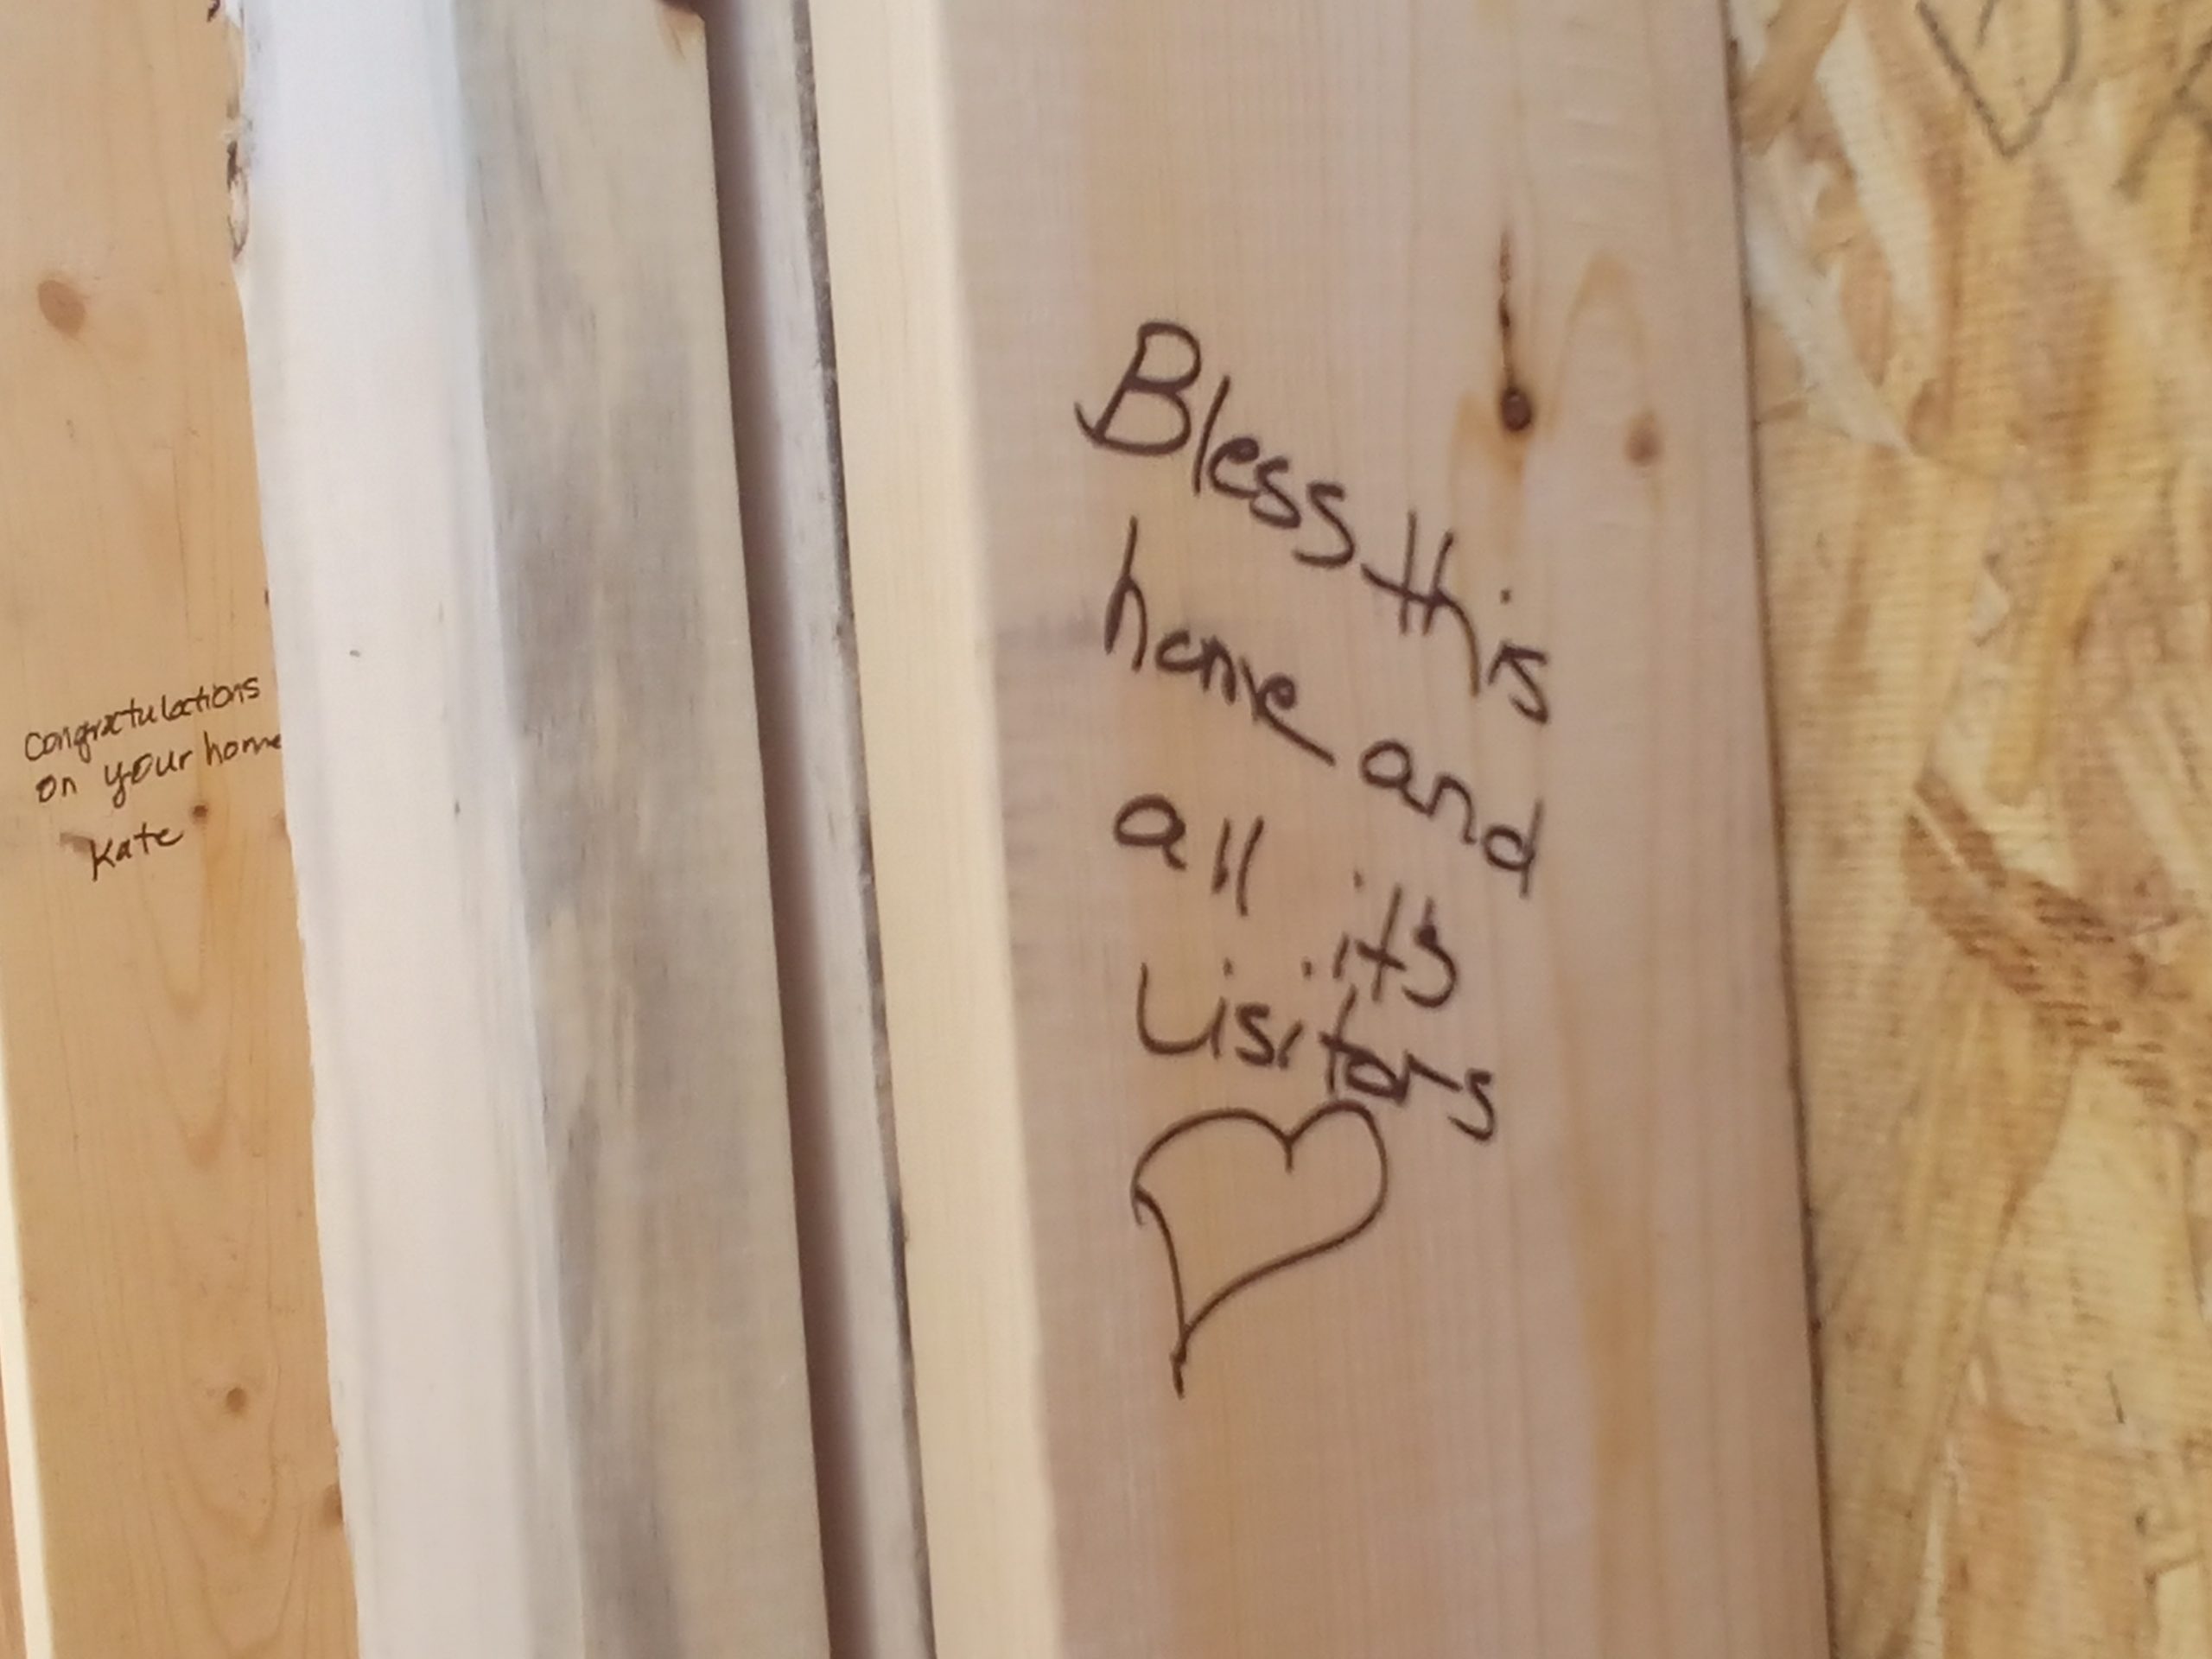 Congratulations
on your home
Kate
Bless this
home and
all its
visitors